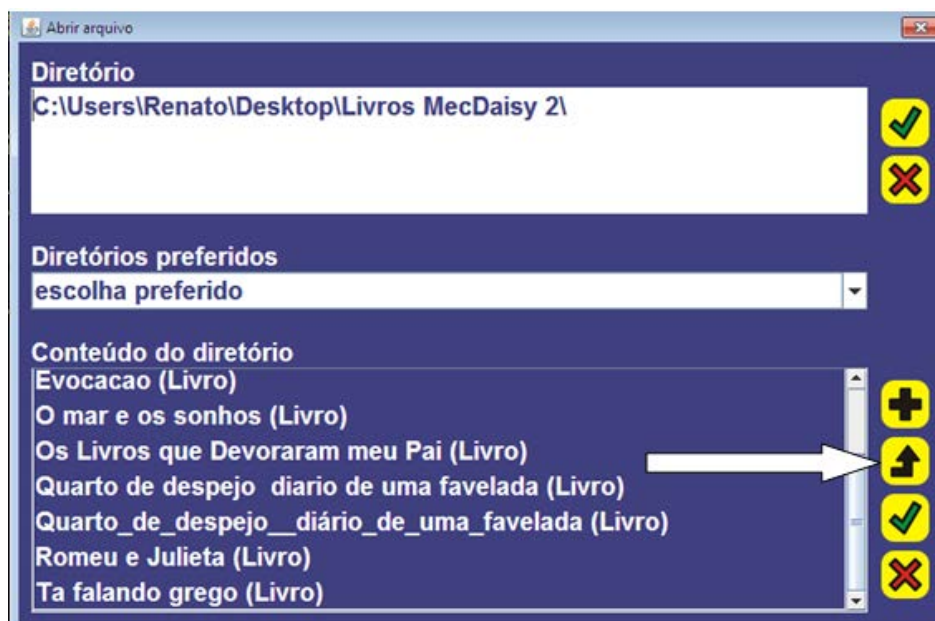 Abrir arquivo
Diretório
C:\Users\Renato\Desktop\Livros MecDaisy 2\
Diretórios preferidos
escolha preferido
Conteúdo do diretório
Evocacao (Livro)
O mar e os sonhos (Livro)
Os Livros que Devoraram meu Pai (Livro)
Quarto de despejo  diario de uma favelada (Livro)
Quarto_de_despejo__diário_de_uma_favelada (Livro)
Romeu e Julieta (Livro)
Ta falando grego (Livro)